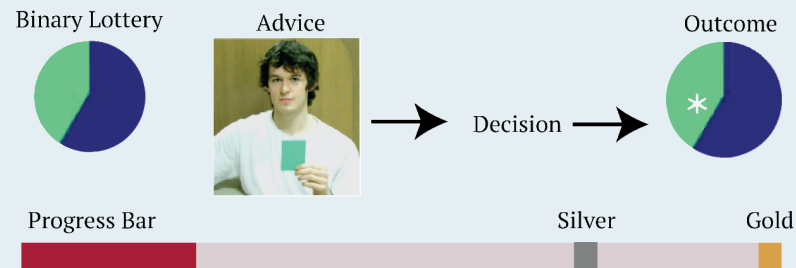 Binary Lottery
Advice
Outcome
Decision
Progress Bar
Silver
Gold